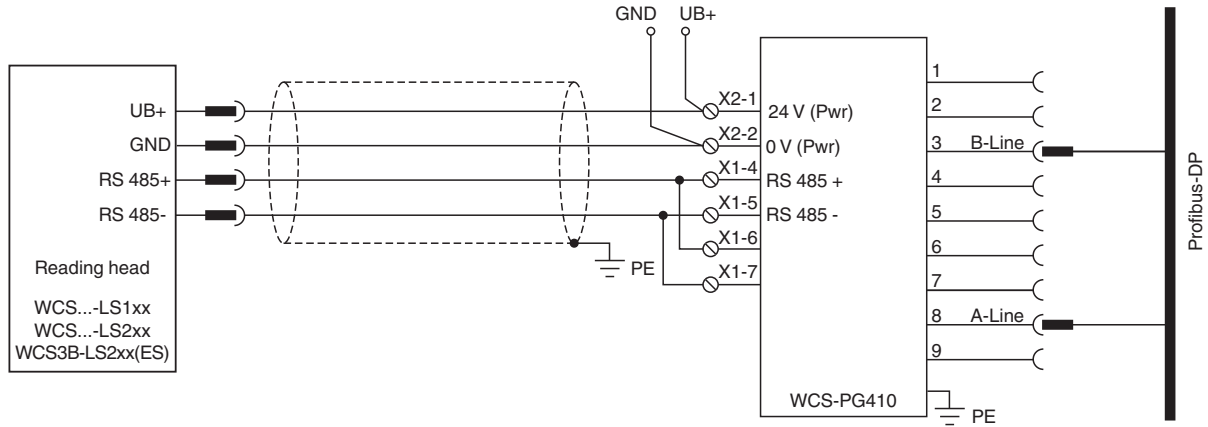 GND UB+
UB+
GND
RS 485+
RS 485-
Reading head
WCS...-LS1xx
WCS...-LS2xx
WCS3B-LS2xx(ES)
PE
X2-1
X2-2
X1-4
X1-5
X1-6
X1-7
24 V (Pwr)
0 V (Pwr)
RS 485 +
RS 485 -
WCS-PG410
1
2
3 B-Line
4
5
6
7
8 A-Line
9
PE
Profibus-DP